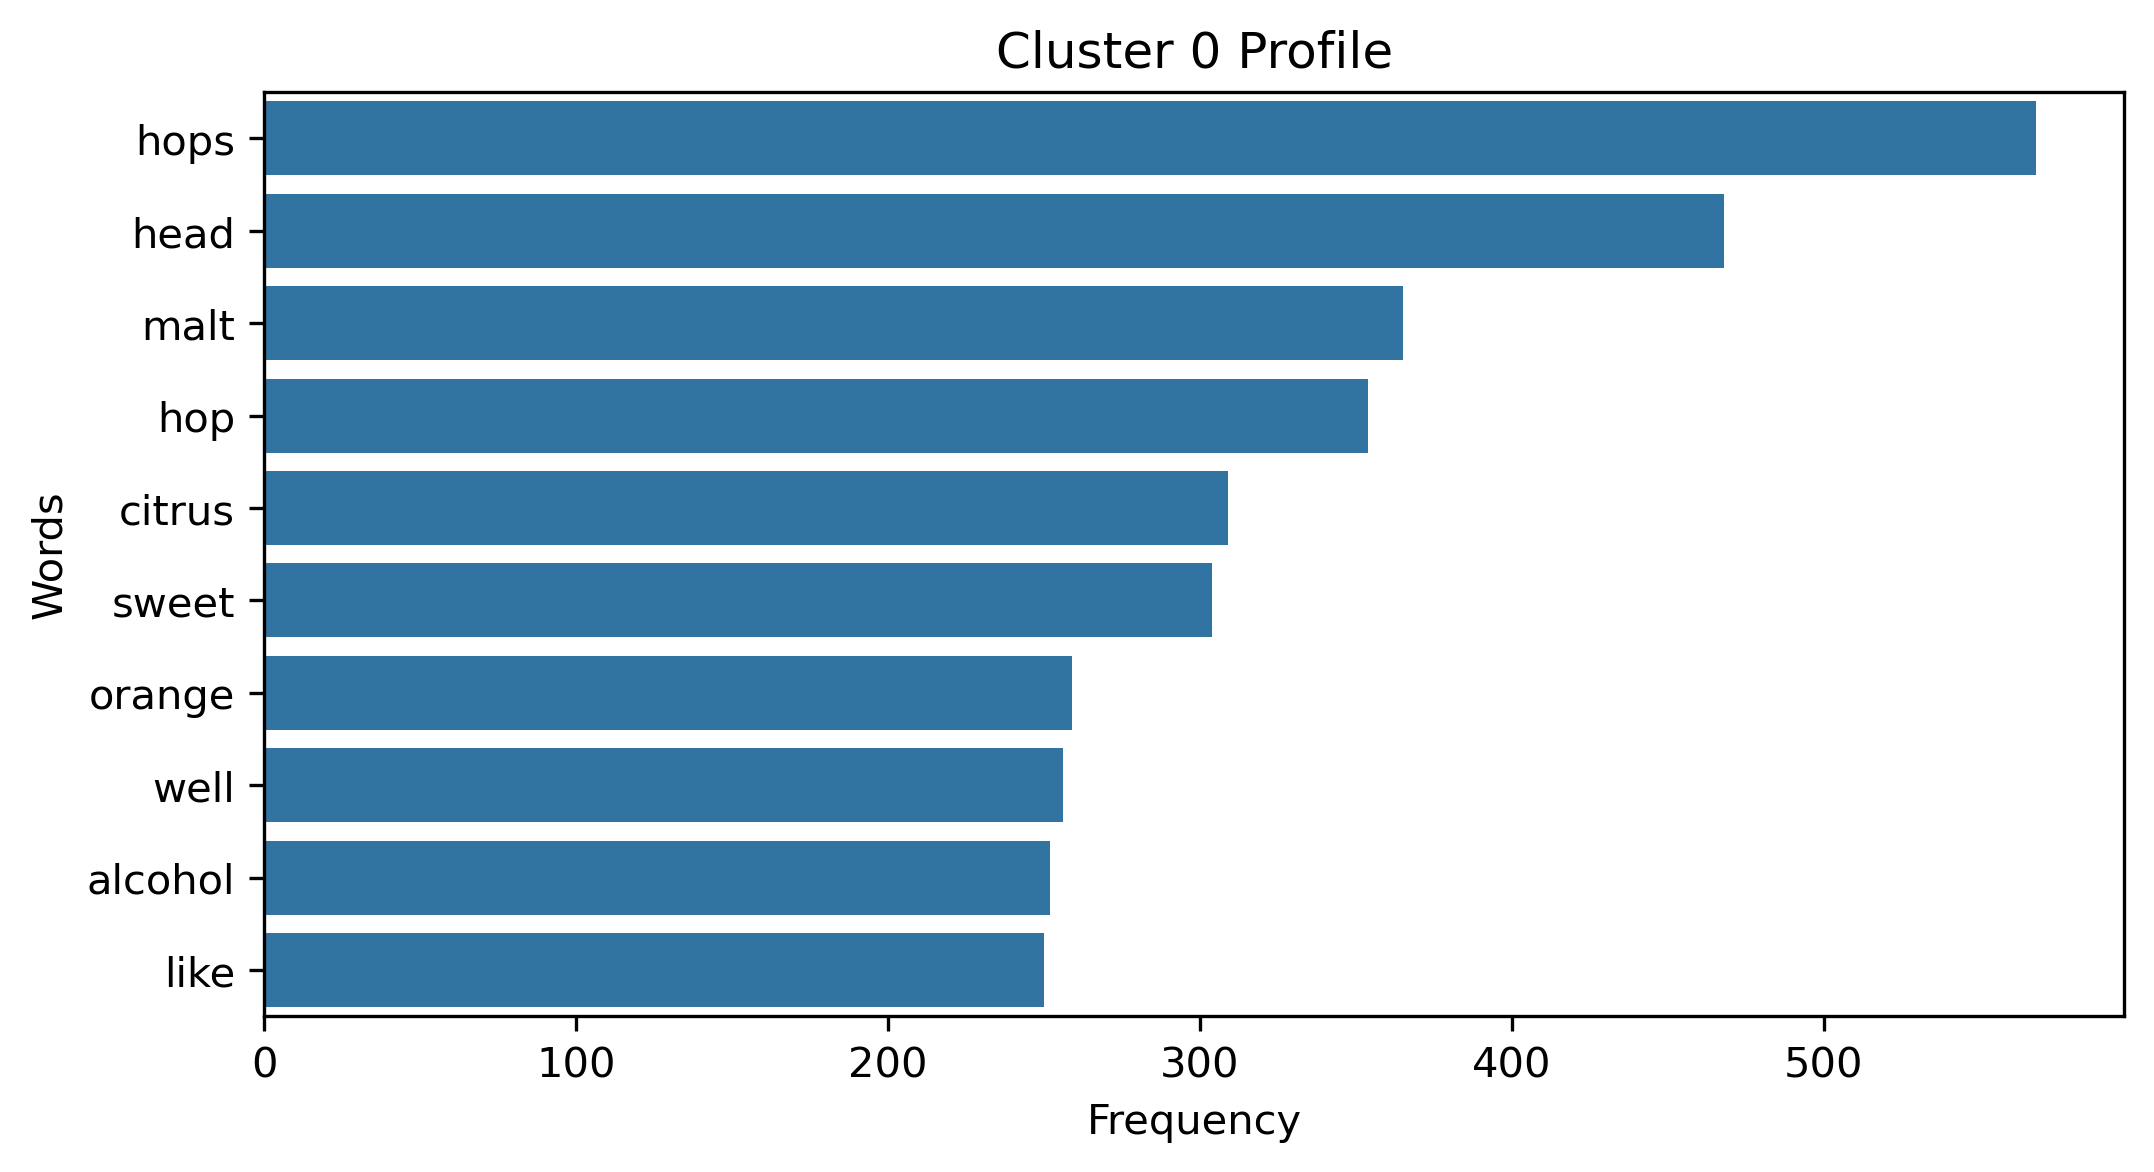 Cluster 0 Profile
hops
head
malt
hop
citrus
sweet
orange
well
alcohol
like
Words
0 100 200 300 400 500
Frequency